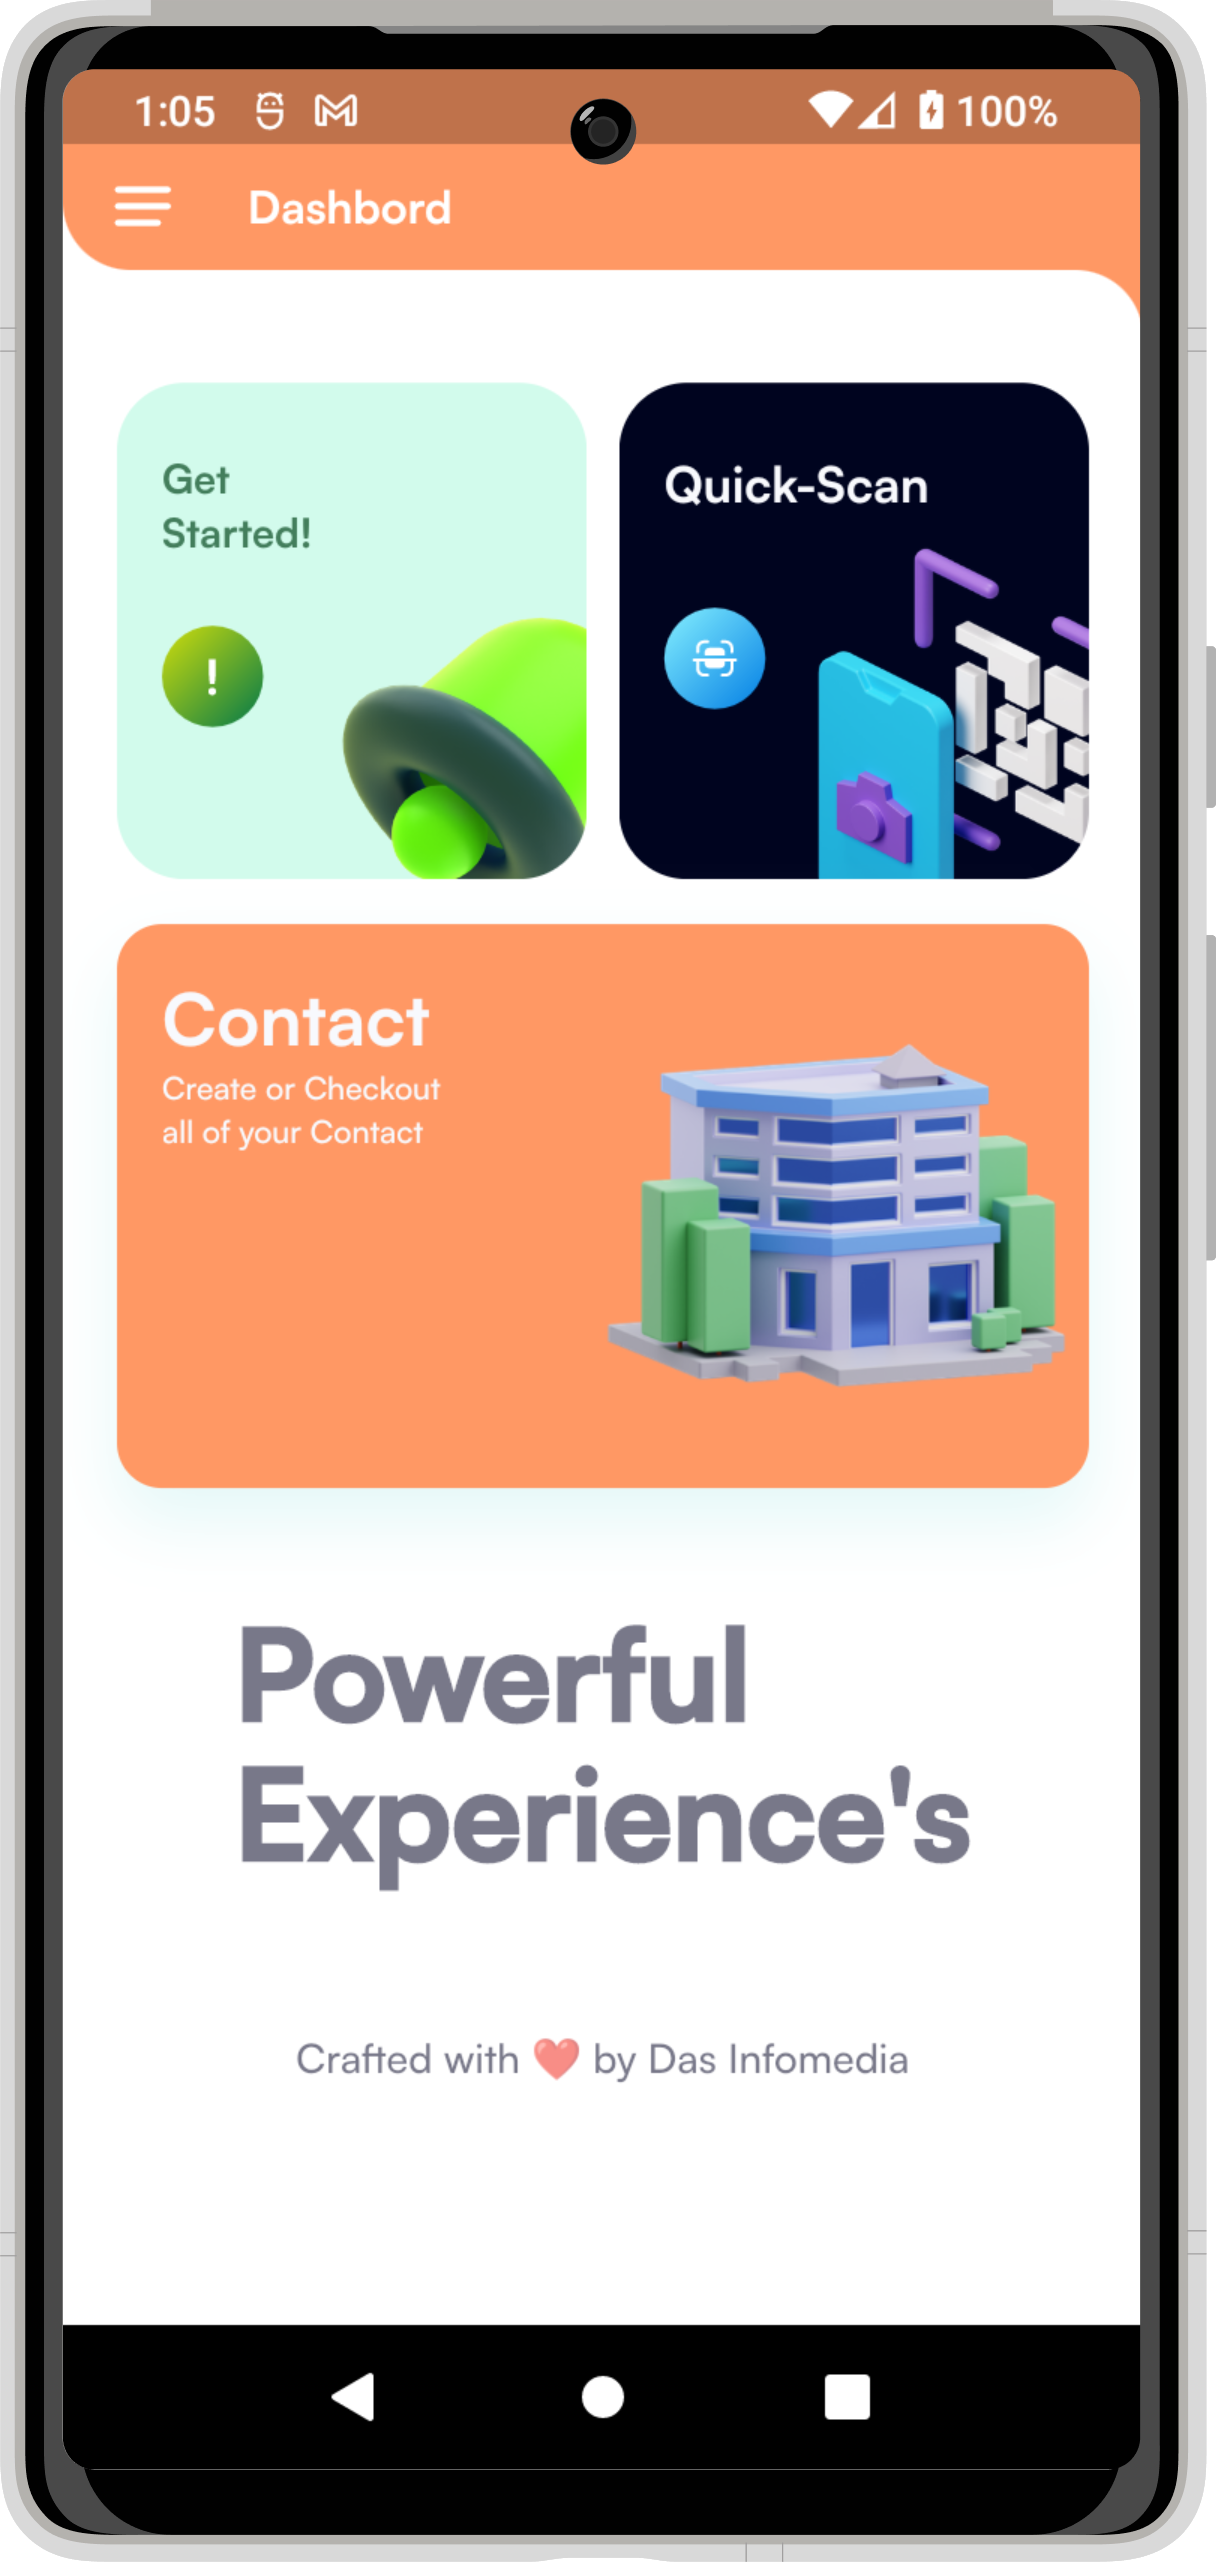 1:05 100%
Dashbord
Get
Started!
!
Quick-Scan
Contact
Create or Checkout
all of your Contact
Powerful
Experience's
Crafted with ❤️ by Das Infomedia